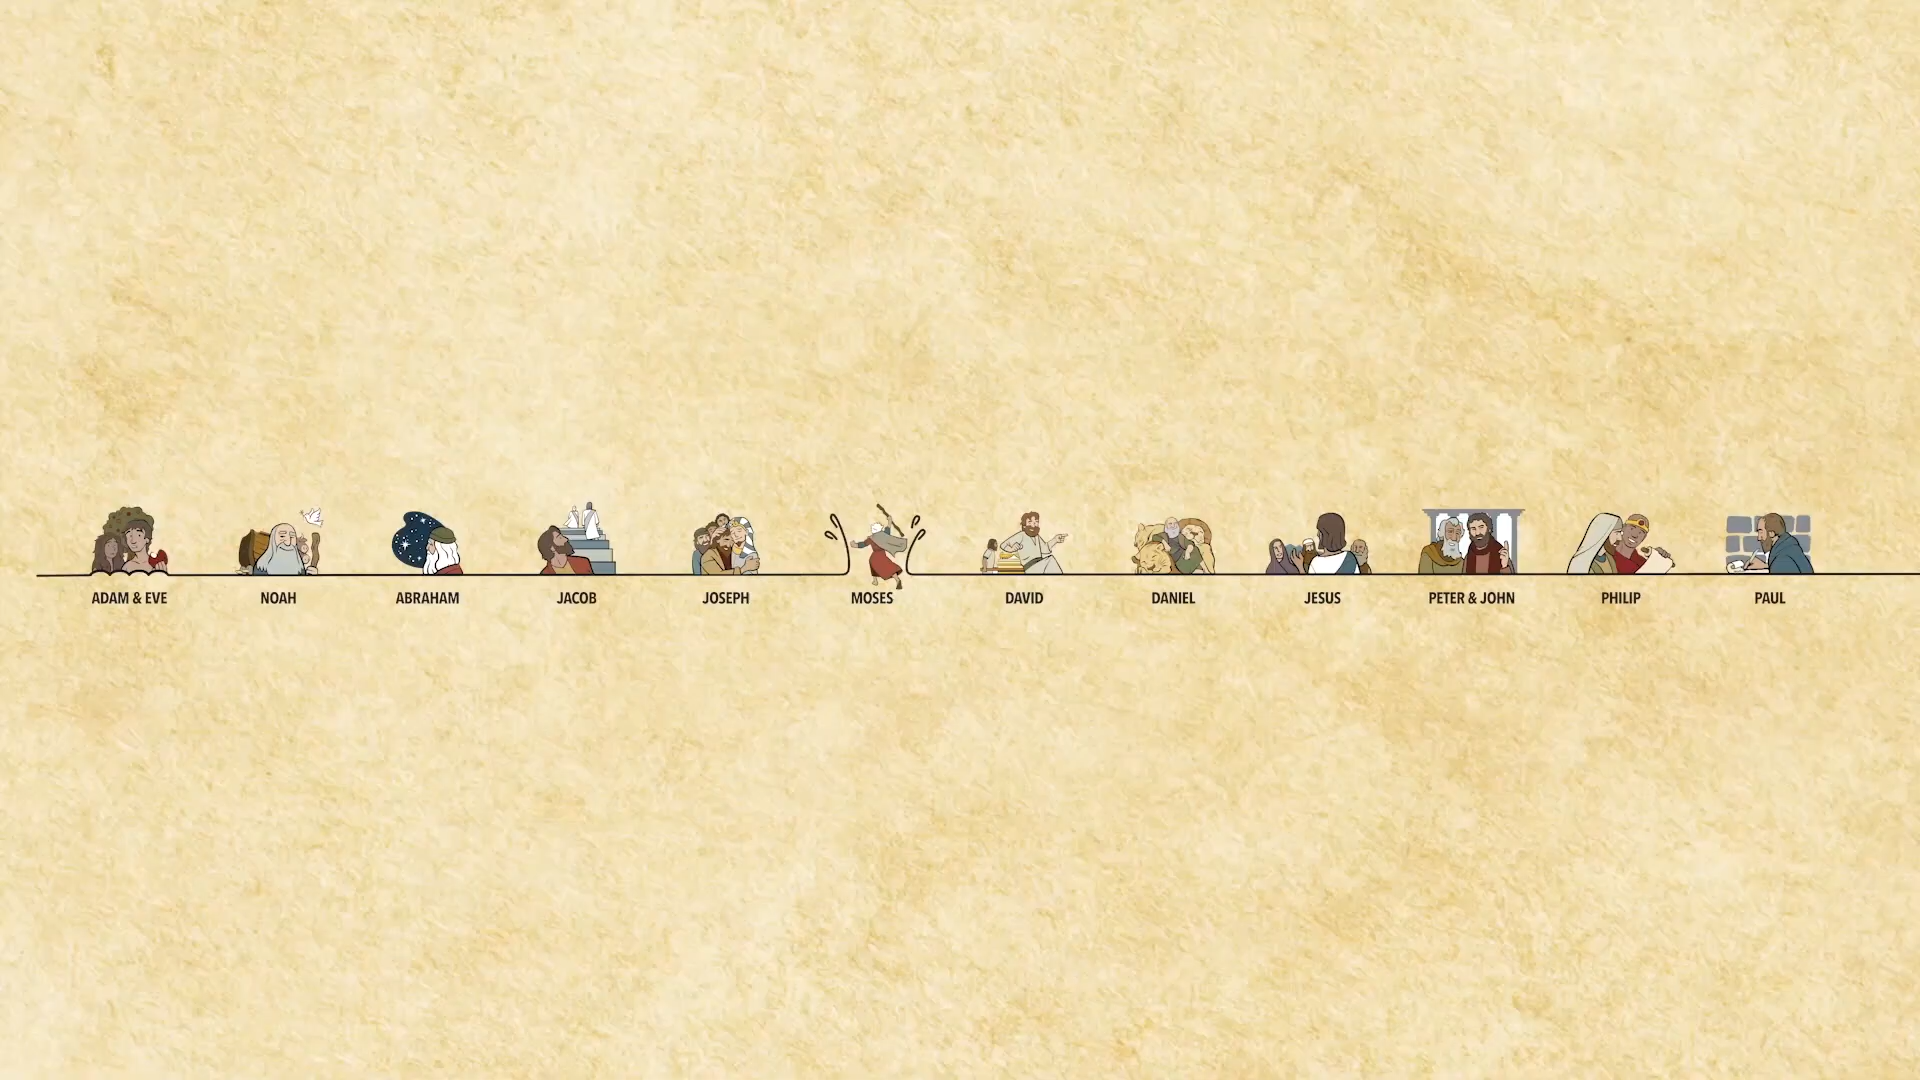 ADAM & EVE
NOAH
ABRAHAM
JACOB
JOSEPH
MOSES
DAVID
DANIEL
JESUS
PETER & JOHN
PHILIP
PAUL